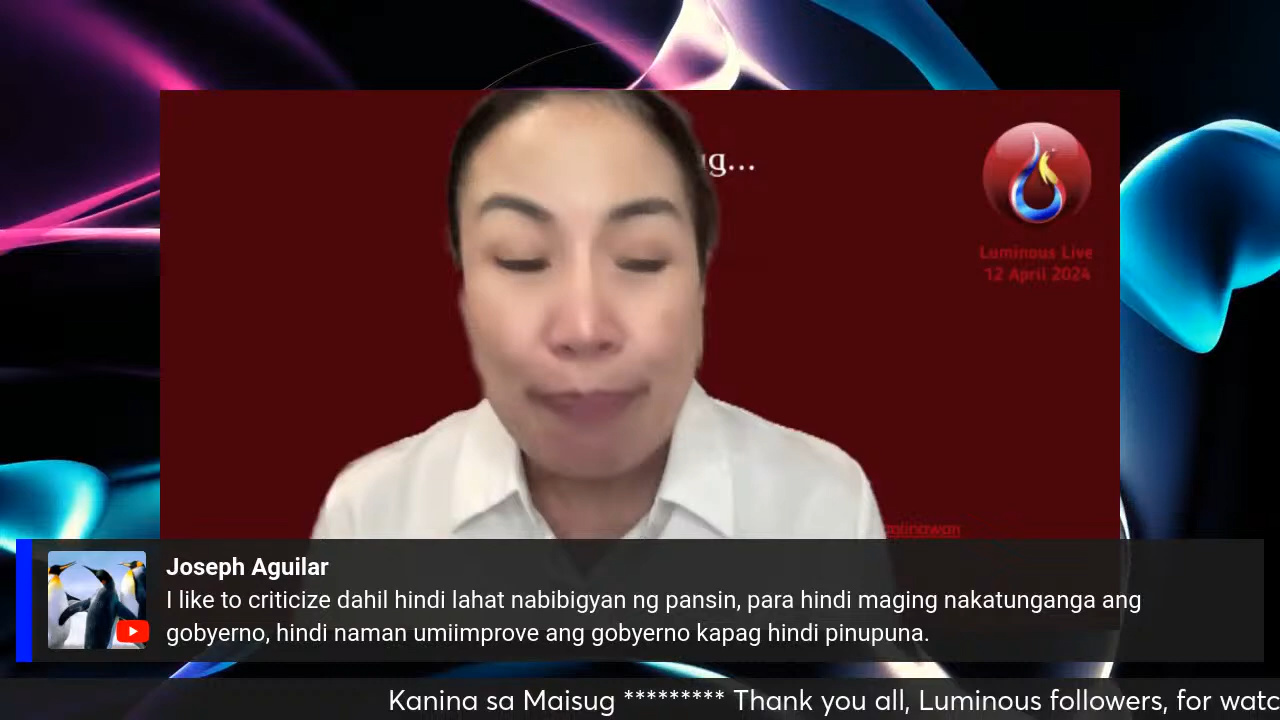 ug...
Luminous Live
12 April 2024
aglinawan
Joseph Aguilar
I like to criticize dahil hindi lahat nabibigyan ng pansin, para hindi maging nakatunganga ang
gobyerno, hindi naman umiimprove ang gobyerno kapag hindi pinupuna.
Kanina sa Maisug ********* Thank you all, Luminous followers, for watc